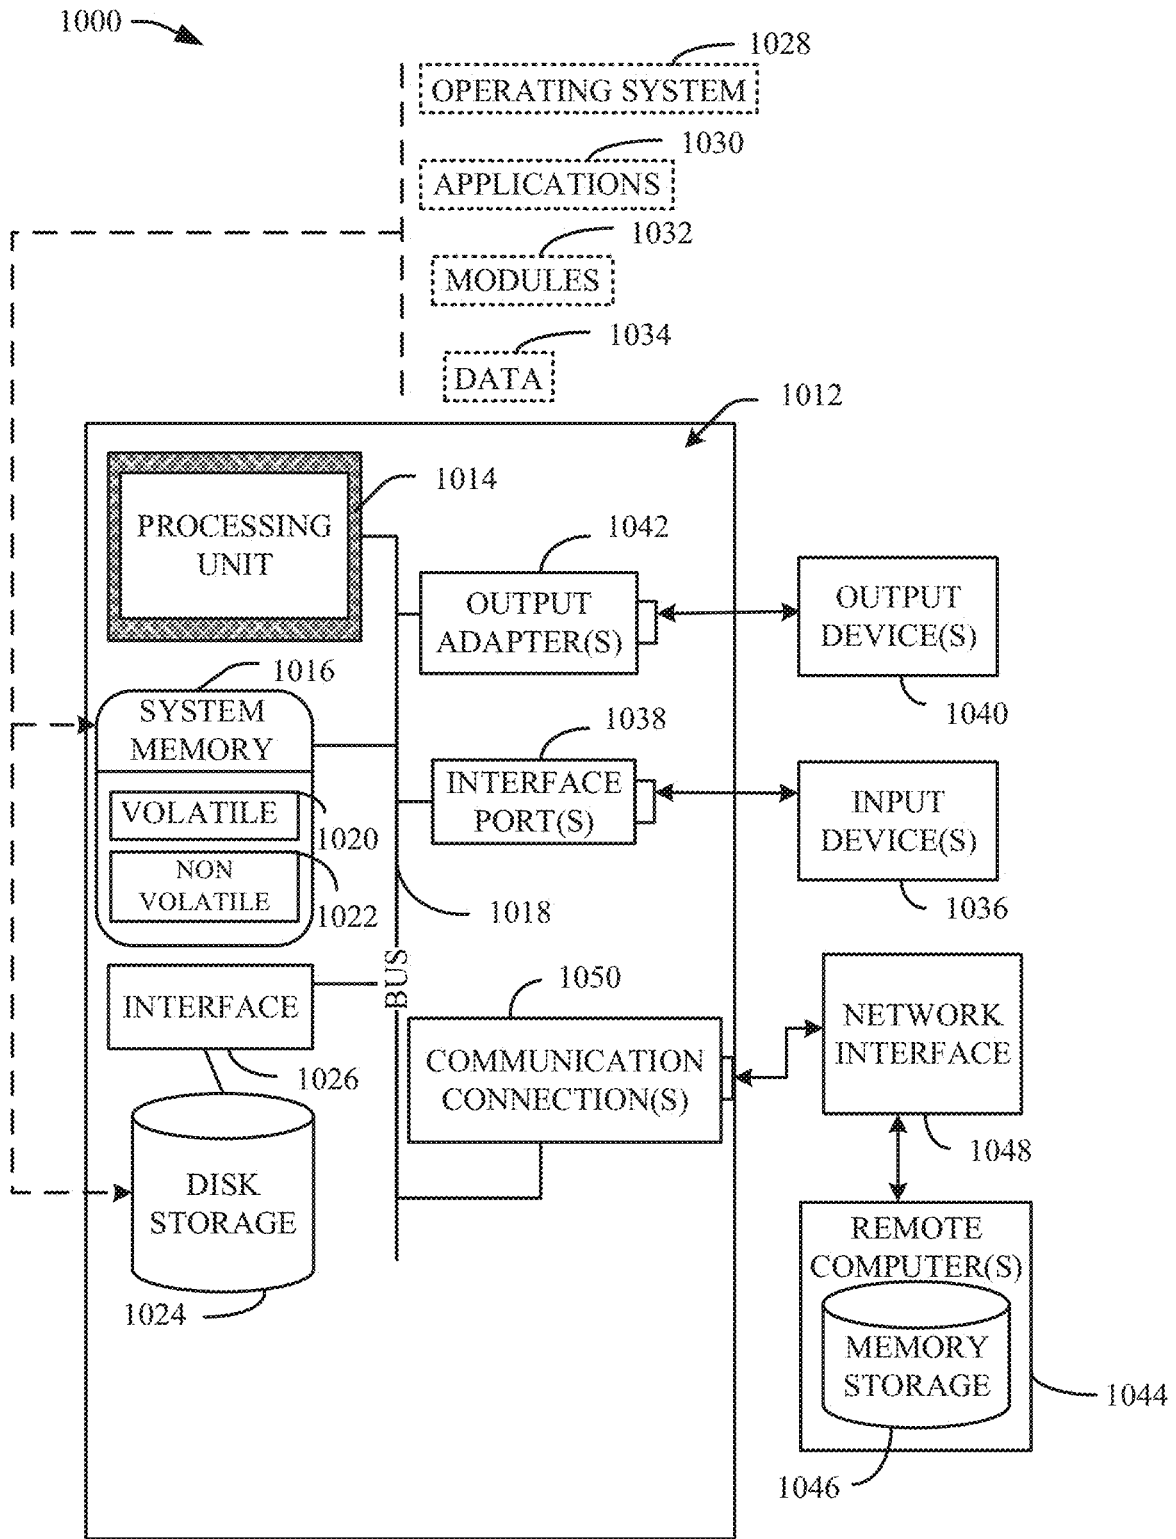 1000
1028
OPERATING SYSTEM
1030
APPLICATIONS
1032
MODULES
1034
DATA
1012
1014
PROCESSING
UNIT
1042
OUTPUT
ADAPTER(S)
OUTPUT
DEVICE(S)
1040
1016
SYSTEM
MEMORY
1038
INTERFACE
PORT(S)
INPUT
DEVICE(S)
1036
VOLATILE
1020
NON
VOLATILE
1022
1018
BUS
INTERFACE
1026
1050
COMMUNICATION
CONNECTION(S)
NETWORK
INTERFACE
1048
DISK
STORAGE
1024
REMOTE
COMPUTER(S)
MEMORY
STORAGE
1044
1046